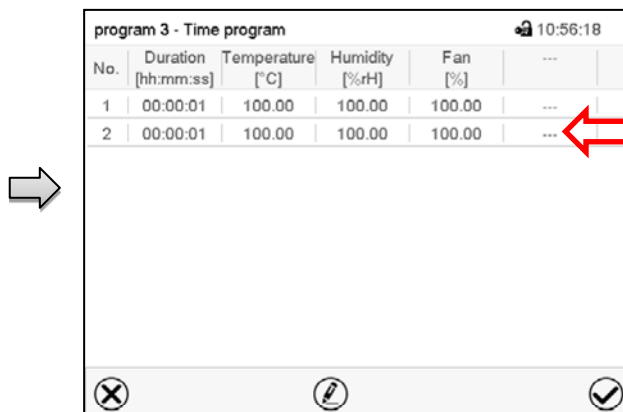 program 3 - Time program 10:56:18
No. Duration [hh:mm:ss] Temperature [°C] Humidity [%rH] Fan [%] ---
1 00:00:01 100.00 100.00 100.00 ---
2 00:00:01 100.00 100.00 100.00 ---